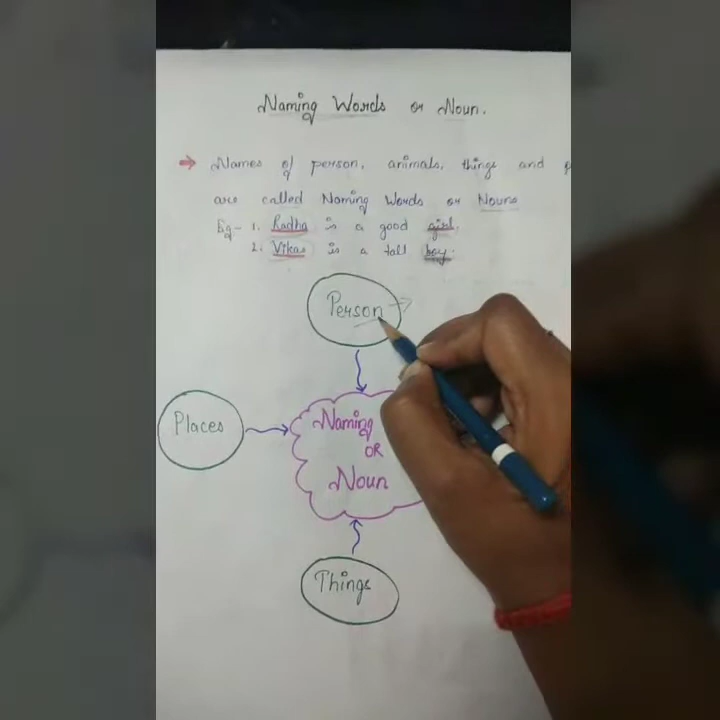 Naming Words or Noun.
Names of person, animals, things and
are called Naming Words or Nouns
Eg- 1. Radha is a good girl.
2. Vikas is a tall boy.
Person
Places
Naming
OR
Noun
Things